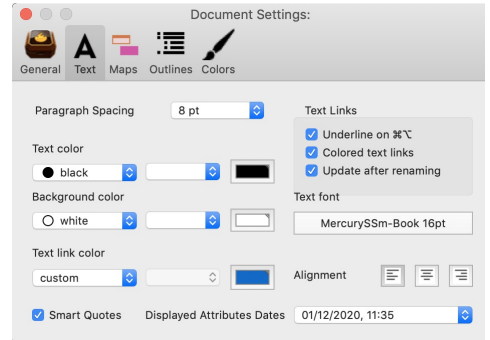 Document Settings:
General Text Maps Outlines Colors
Paragraph Spacing 8 pt Text Links
Underline on ⌘⌥
Colored text links
Update after renaming
Text color
black
Background color
white
Text font
MercurySSm-Book 16pt
Text link color
custom
Alignment
Smart Quotes Displayed Attributes Dates 01/12/2020, 11:35